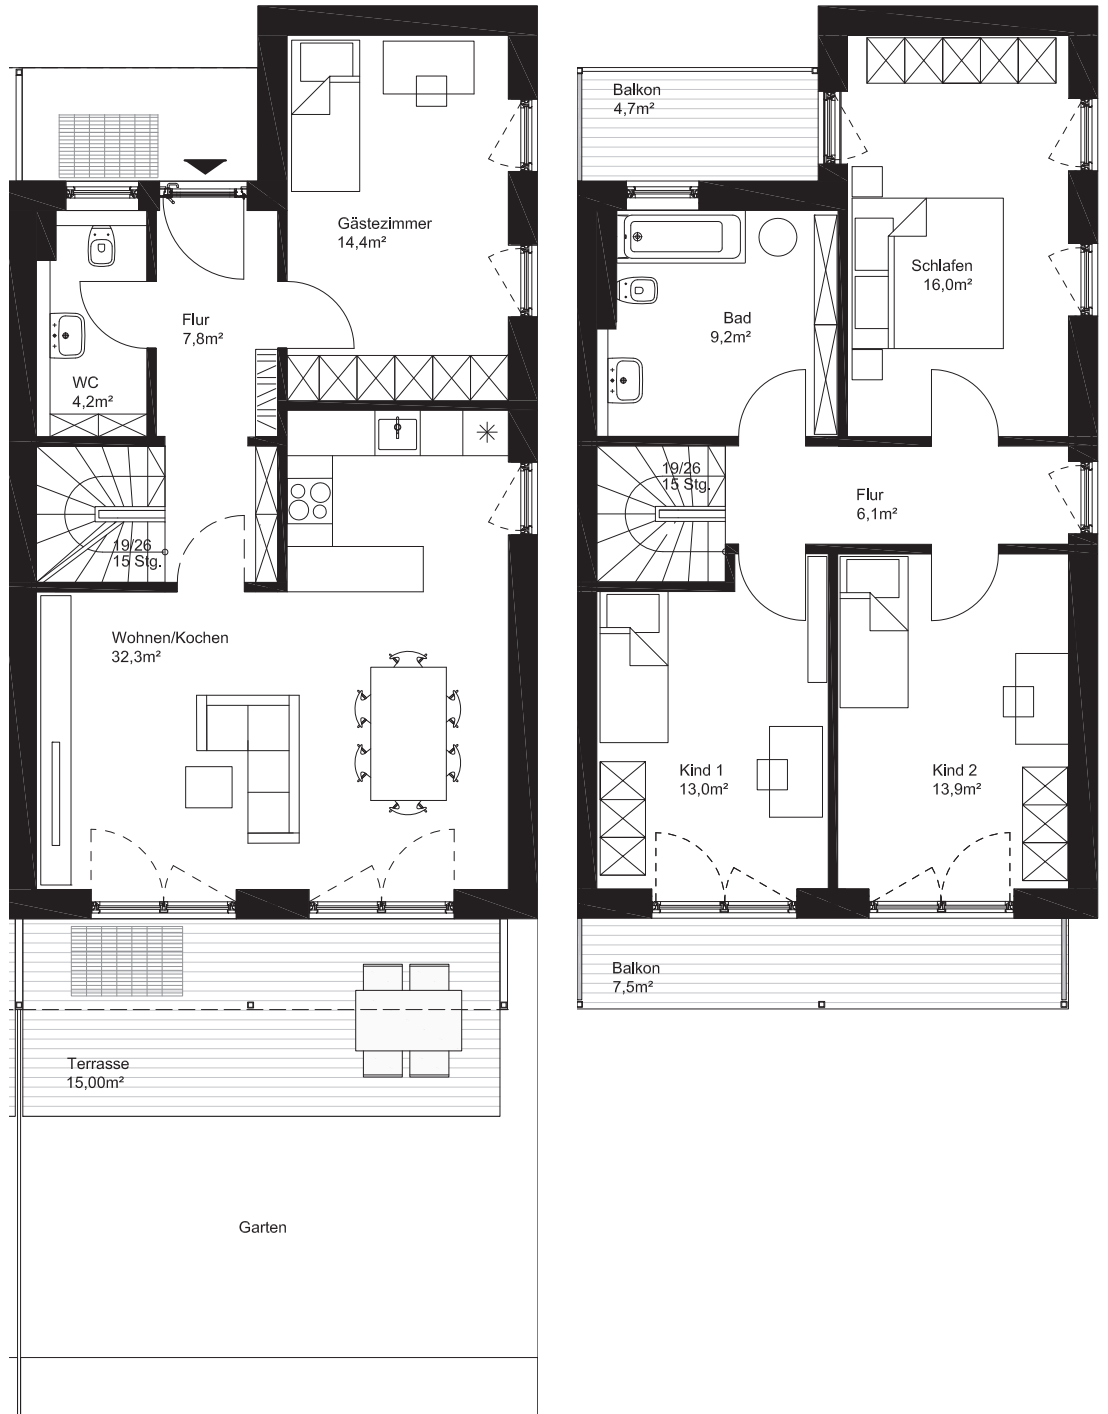 Gästezimmer
14,4m²
Flur
7,8m²
WC
4,2m²
19/26
15 Stg.
Wohnen/Kochen
32,3m²
Terrasse
15,00m²
Garten
Balkon
4,7m²
Schlafen
16,0m²
Bad
9,2m²
19/26
15 Stg.
Flur
6,1m²
Kind 1
13,0m²
Kind 2
13,9m²
Balkon
7,5m²